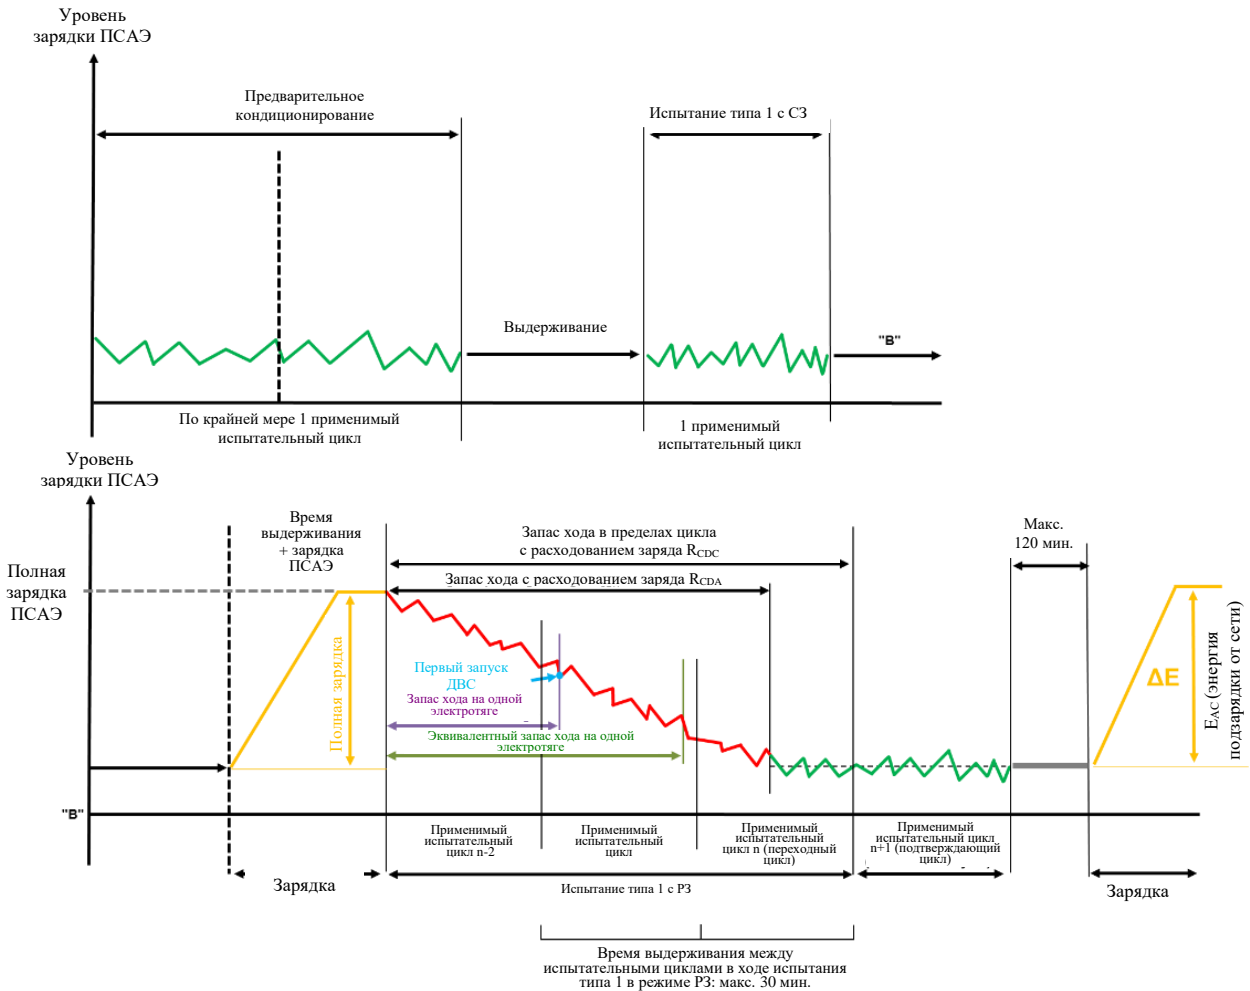 Уровень
зарядки ПСАЭ
Предварительное
кондиционирование
Испытание типа 1 с СЗ
Выдерживание
"В"
По крайней мере 1 применимый
испытательный цикл
1 применимый
испытательный цикл
Уровень
зарядки ПСАЭ
Время
выдерживания
+ зарядка
ПСАЭ
Запас хода в пределах цикла
с расходованием заряда RCDC
Макс.
120 мин.
Полная
зарядка
ПСАЭ
Запас хода с расходованием заряда RCDA
Полная зарядка
Первый запуск
ДВС
Запас хода на одной
электротяге
Эквивалентный запас хода на одной
электротяге
ΔE
EAC (энергия
подзарядки от сети)
"В"
Применимый
испытательный
цикл n-2
Применимый
испытательный
цикл
Применимый
испытательный
цикл n (переходный
цикл)
Применимый
испытательный цикл
n+1 (подтверждающий
цикл)
Зарядка
Испытание типа 1 с РЗ
Зарядка
Время выдерживания между
испытательными циклами в ходе испытания
типа 1 в режиме РЗ: макс. 30 мин.